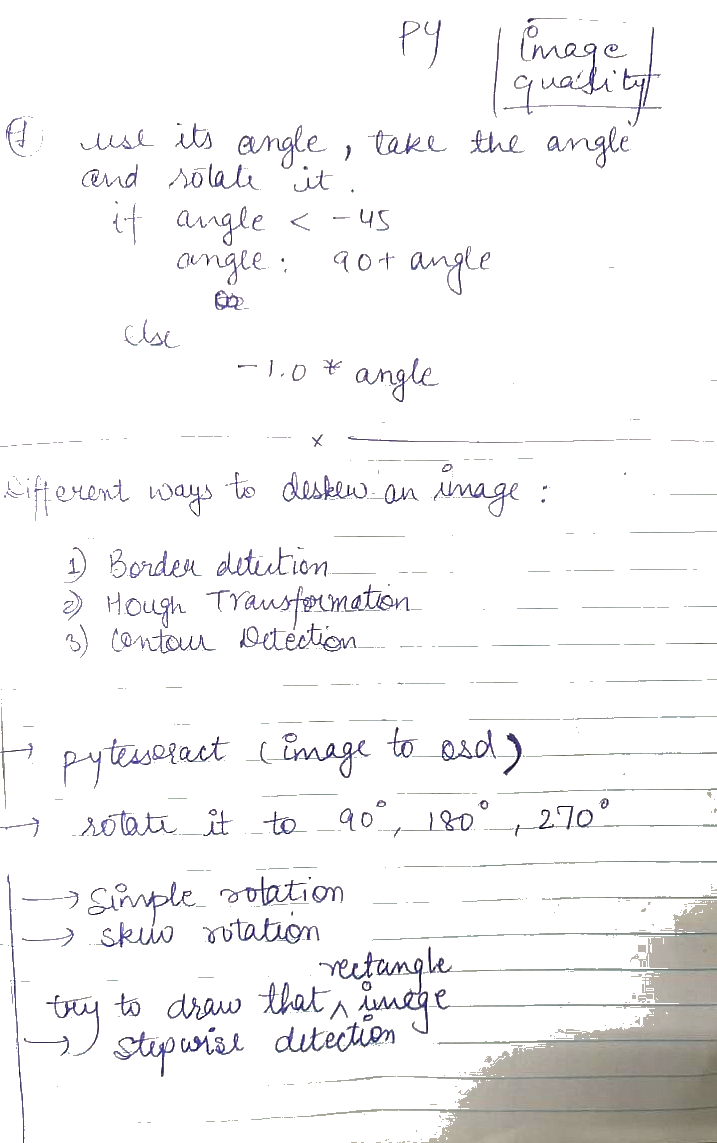 PY
image
quality
use its angle, take the angle
and rotate it.
if angle < -45
angle: 90+ angle
else
-1.0 * angle
x
Different ways to deskew an image:
1) Border detection
2) Hough Transformation
3) Contour Detection
→ pytesseract (image to osd)
→ rotate it to 90°, 180°, 270°
→ simple rotation
→ skew rotation
rectangle
try to draw that ^ image
→ stepwise detection